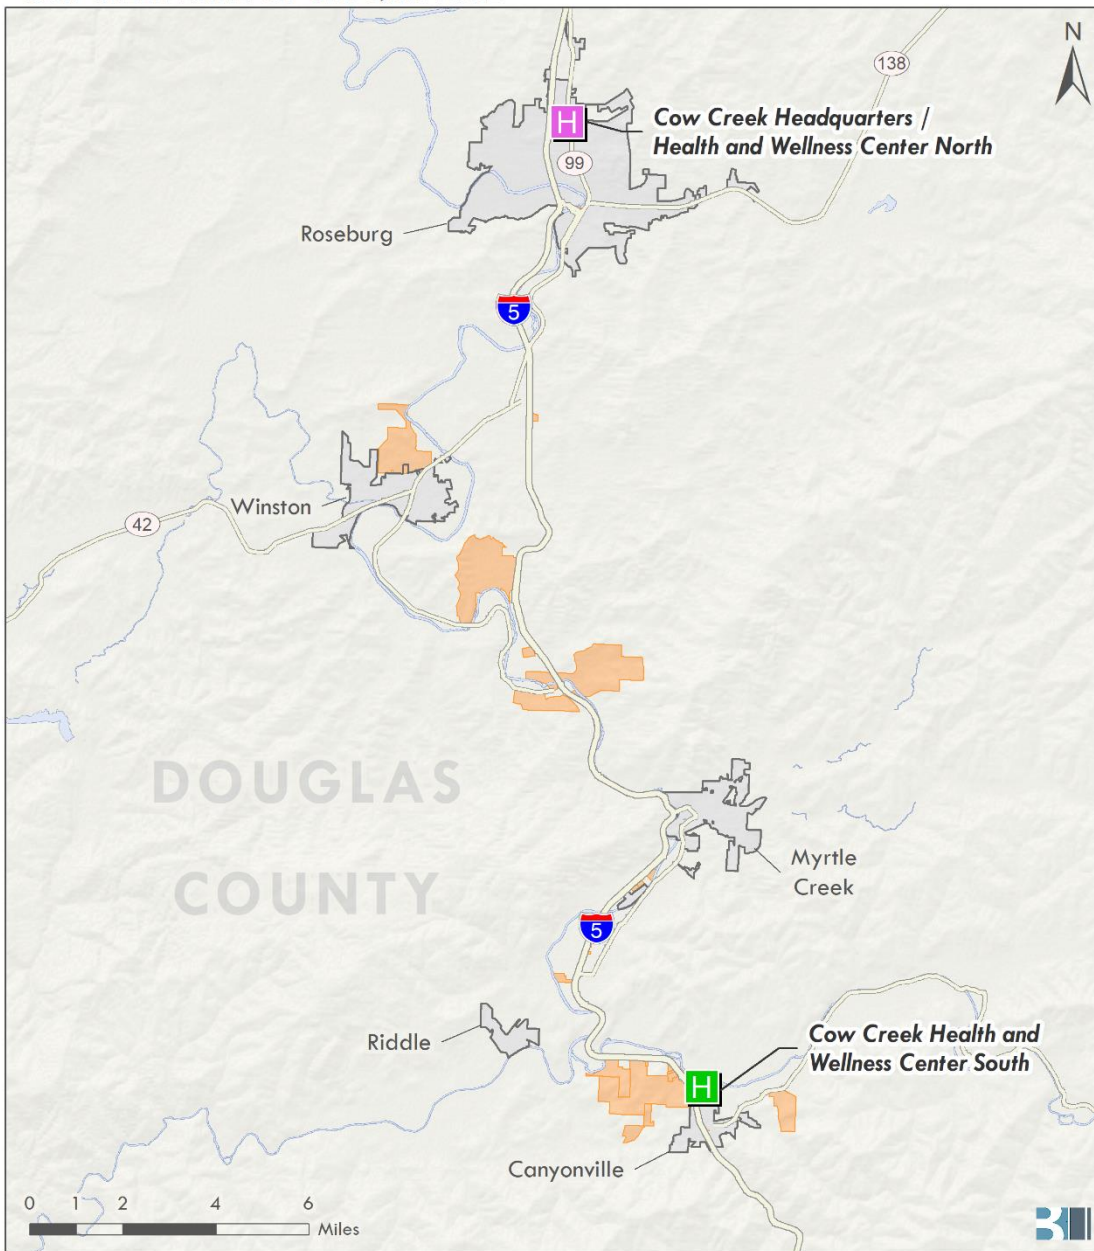 N
138
H
Cow Creek Headquarters /
Health and Wellness Center North
99
Roseburg
5
Winston
42
DOUGLAS
COUNTY
Myrtle
Creek
5
Riddle
Cow Creek Health and
Wellness Center South
H
Canyonville
0 1 2 4 6
Miles